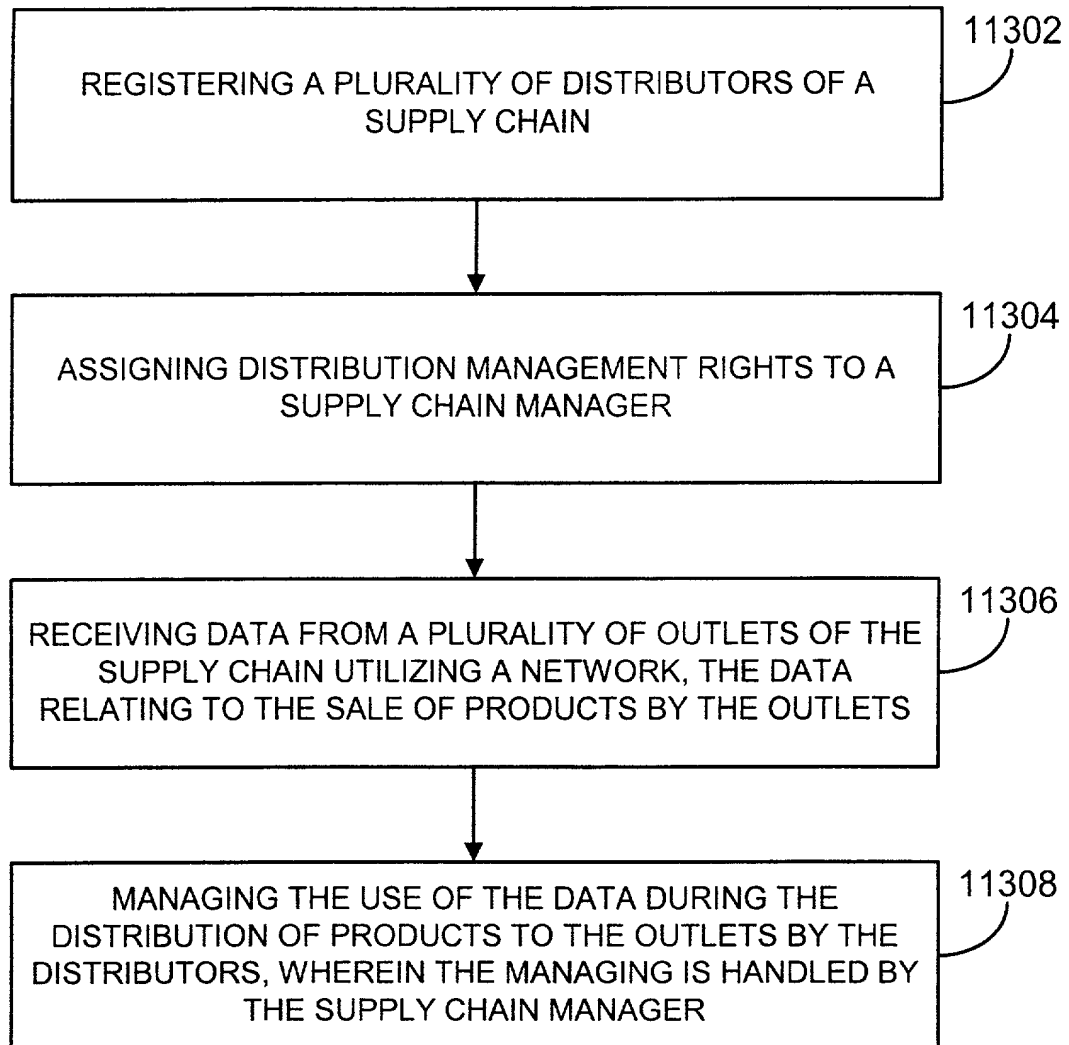 11302
REGISTERING A PLURALITY OF DISTRIBUTORS OF A
SUPPLY CHAIN
11304
ASSIGNING DISTRIBUTION MANAGEMENT RIGHTS TO A
SUPPLY CHAIN MANAGER
11306
RECEIVING DATA FROM A PLURALITY OF OUTLETS OF THE
SUPPLY CHAIN UTILIZING A NETWORK, THE DATA
RELATING TO THE SALE OF PRODUCTS BY THE OUTLETS
11308
MANAGING THE USE OF THE DATA DURING THE
DISTRIBUTION OF PRODUCTS TO THE OUTLETS BY THE
DISTRIBUTORS, WHEREIN THE MANAGING IS HANDLED BY
THE SUPPLY CHAIN MANAGER